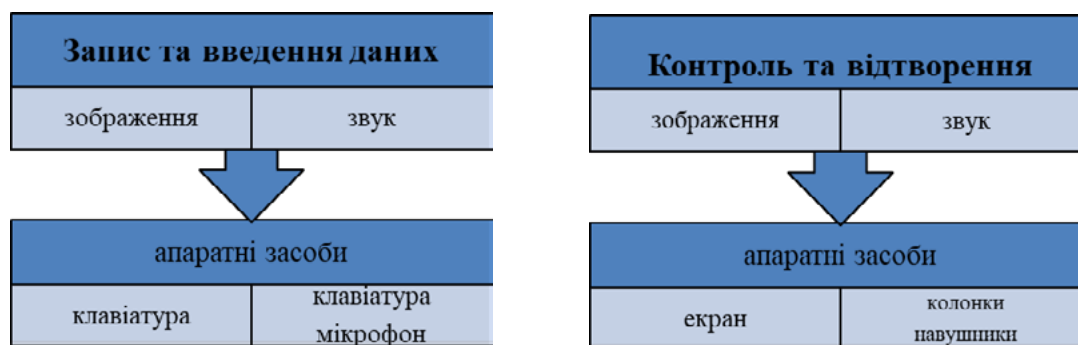 Запис та введення даних
зображення
звук
апаратні засоби
клавіатура
клавіатура
мікрофон
Контроль та відтворення
зображення
звук
апаратні засоби
екран
колонки
навушники